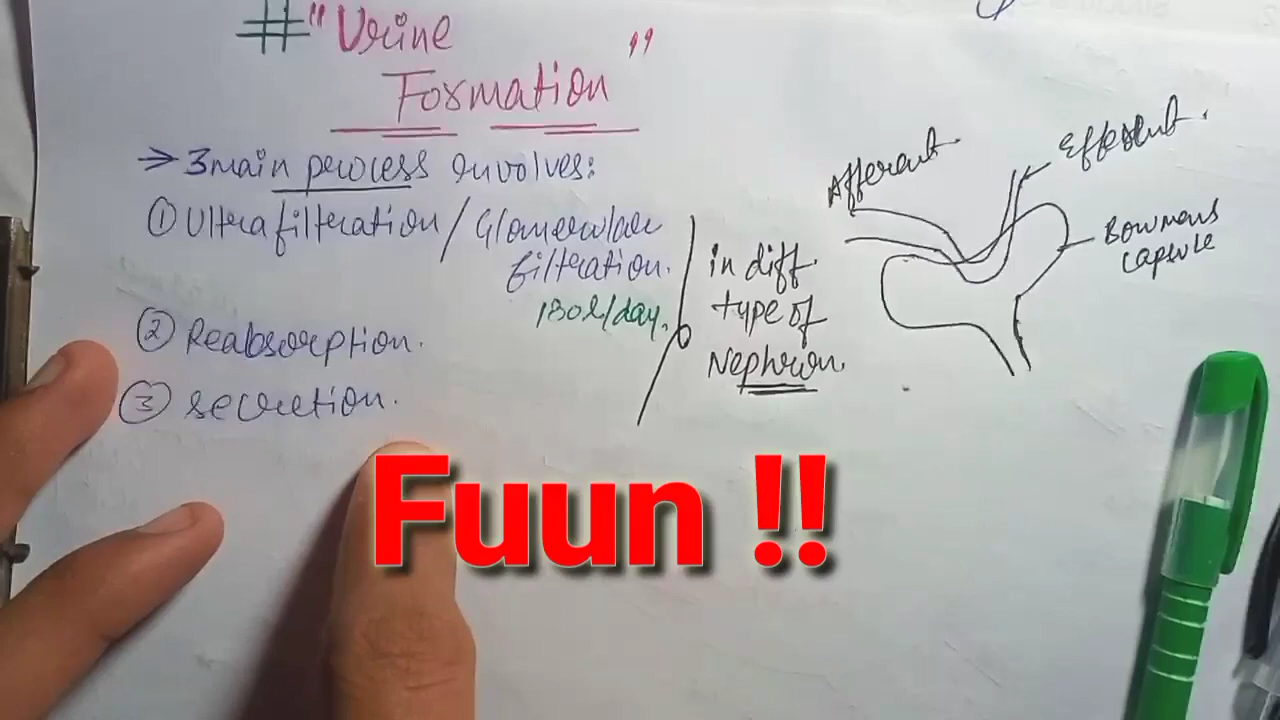 # "Urine
Formation"
→ 3 main process involves:
① Ultrafiltration / Glomerular
filtration.
180l/day.
② Reabsorption.
③ secretion.
in diff.
type of
Nephron.
Afferent
Efferent.
Bowmans
capsule
Fuun !!